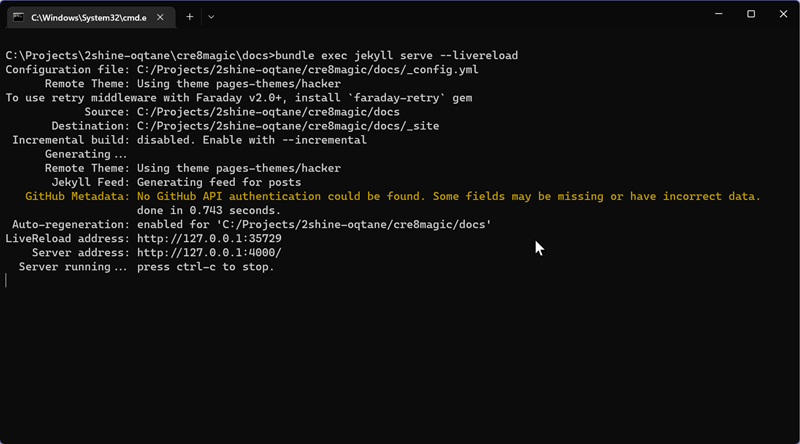 C:\Windows\System32\cmd.e
C:\Projects\2shine-oqtane\cre8magic\docs>bundle exec jekyll serve --livereload
Configuration file: C:/Projects/2shine-oqtane/cre8magic/docs/_config.yml
Remote Theme: Using theme pages-themes/hacker
To use retry middleware with Faraday v2.0+, install `faraday-retry` gem
Source: C:/Projects/2shine-oqtane/cre8magic/docs
Destination: C:/Projects/2shine-oqtane/cre8magic/docs/_site
Incremental build: disabled. Enable with --incremental
Generating...
Remote Theme: Using theme pages-themes/hacker
Jekyll Feed: Generating feed for posts
GitHub Metadata: No GitHub API authentication could be found. Some fields may be missing or have incorrect data.
done in 0.743 seconds.
Auto-regeneration: enabled for 'C:/Projects/2shine-oqtane/cre8magic/docs'
LiveReload address: http://127.0.0.1:35729
Server address: http://127.0.0.1:4000/
Server running... press ctrl-c to stop.